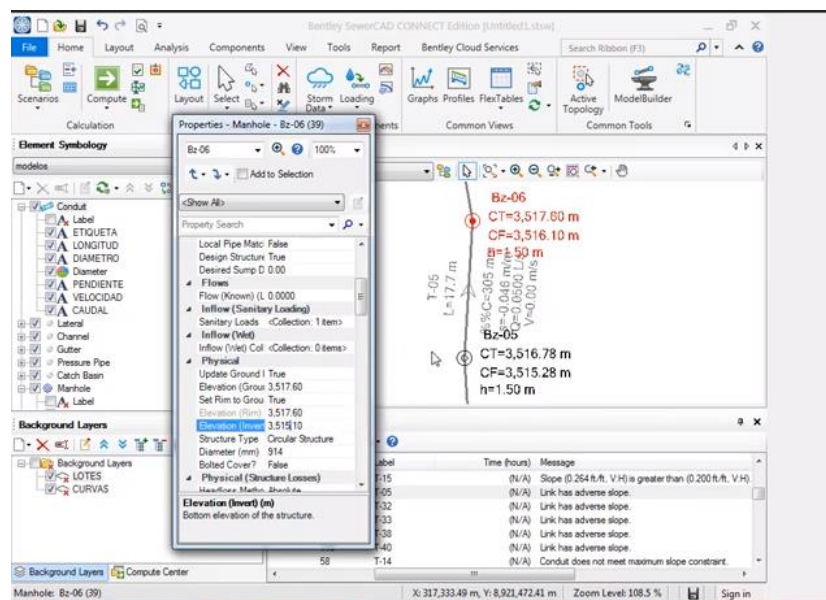 Bentley SewerCAD CONNECT Edition [Untitled1.stsw]
File Home Layout Analysis Components View Tools Report Bentley Cloud Services Search Ribbon (F3)
Scenarios Compute Layout Select Storm Data Loading Graphs Profiles FlexTables Active Topology ModelBuilder
Calculation Common Views Common Tools
Properties - Manhole - Bz-06 (39)
Bz-06 100%
Add to Selection
<Show All>
Property Search
Local Pipe Matc False
Design Structure True
Desired Sump D 0.00
Flows
Flow (Known) (L 0.0000
Inflow (Sanitary Loading)
Sanitary Loads <Collection: 1 item>
Inflow (Wet)
Inflow (Wet) Col <Collection: 0 items>
Physical
Update Ground True
Elevation (Grou 3,517.60
Set Rim to Grou True
Elevation (Rim) 3,517.60
Elevation (Inver 3,515.10
Structure Type Circular Structure
Diameter (mm) 914
Bolted Cover? False
Physical (Structure Losses)
Headloss Metho Absolute
Elevation (Invert) (m)
Bottom elevation of the structure.
Element Symbology
modelos
Conduit
Label
ETIQUETA
LONGITUD
DIAMETRO
Diameter
PENDIENTE
VELOCIDAD
CAUDAL
Lateral
Channel
Gutter
Pressure Pipe
Catch Basin
Manhole
Label
Background Layers
Background Layers
LOTES
CURVAS
Background Layers Compute Center
Bz-06
CT=3,517.60 m
CF=3,516.10 m
h=1.50 m
T-05
L=17.7 m
%%C=305 m
s=-0.046 m/m
Q=0.0500 L/s
V=0.00 m/s
Bz-05
CT=3,516.78 m
CF=3,515.28 m
h=1.50 m
Label Time (hours) Message
T-15 (N/A) Slope (0.264 ft/ft, V:H) is greater than (0.200 ft/ft, V:H).
T-05 (N/A) Link has adverse slope.
T-32 (N/A) Link has adverse slope.
T-33 (N/A) Link has adverse slope.
T-38 (N/A) Link has adverse slope.
T-40 (N/A) Link has adverse slope.
58 T-14 (N/A) Conduit does not meet maximum slope constraint.
Manhole: Bz-06 (39) X: 317,333.49 m, Y: 8,921,472.41 m Zoom Level: 108.5 % Sign in